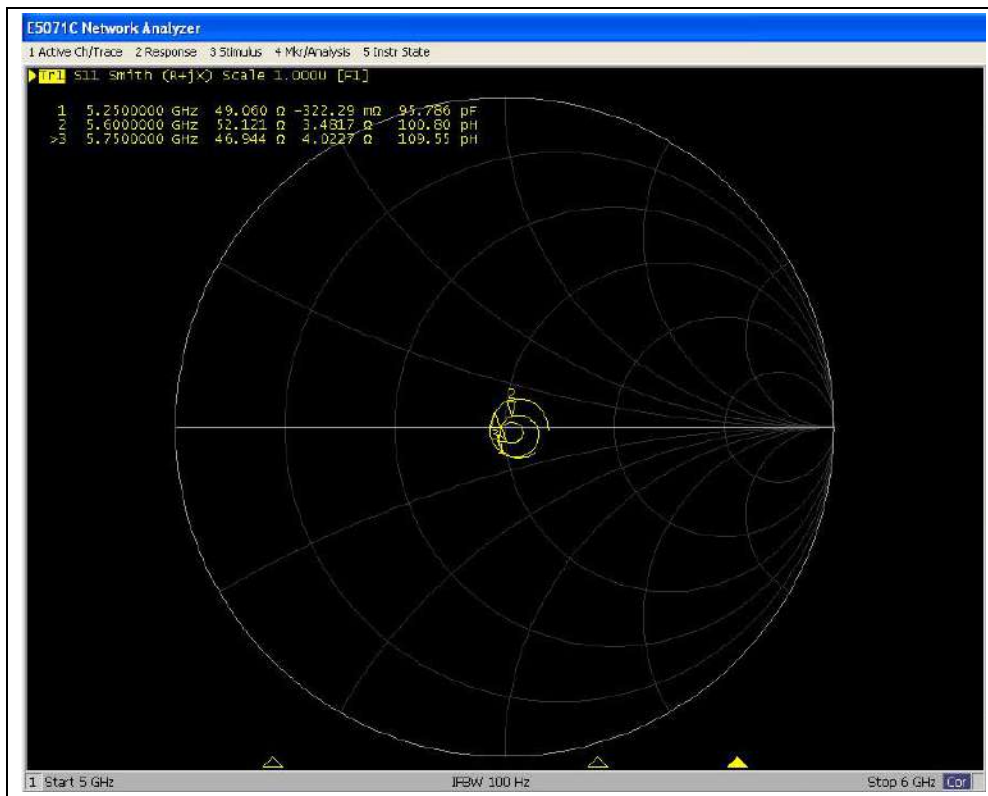 E5071C Network Analyzer
1 Active Ch/Trace 2 Response 3 Stimulus 4 Mkr/Analysis 5 Instr State
Tr1 S11 Smith (R+jX) Scale 1.000U [F1]
1 5.2500000 GHz 49.060 Ω -322.29 mΩ 95.786 pF
2 5.6000000 GHz 52.121 Ω 3.4817 Ω 100.80 pH
>3 5.7500000 GHz 46.944 Ω 4.0227 Ω 109.55 pH
2
1 Start 5 GHz IFBW 100 Hz Stop 6 GHz Cor